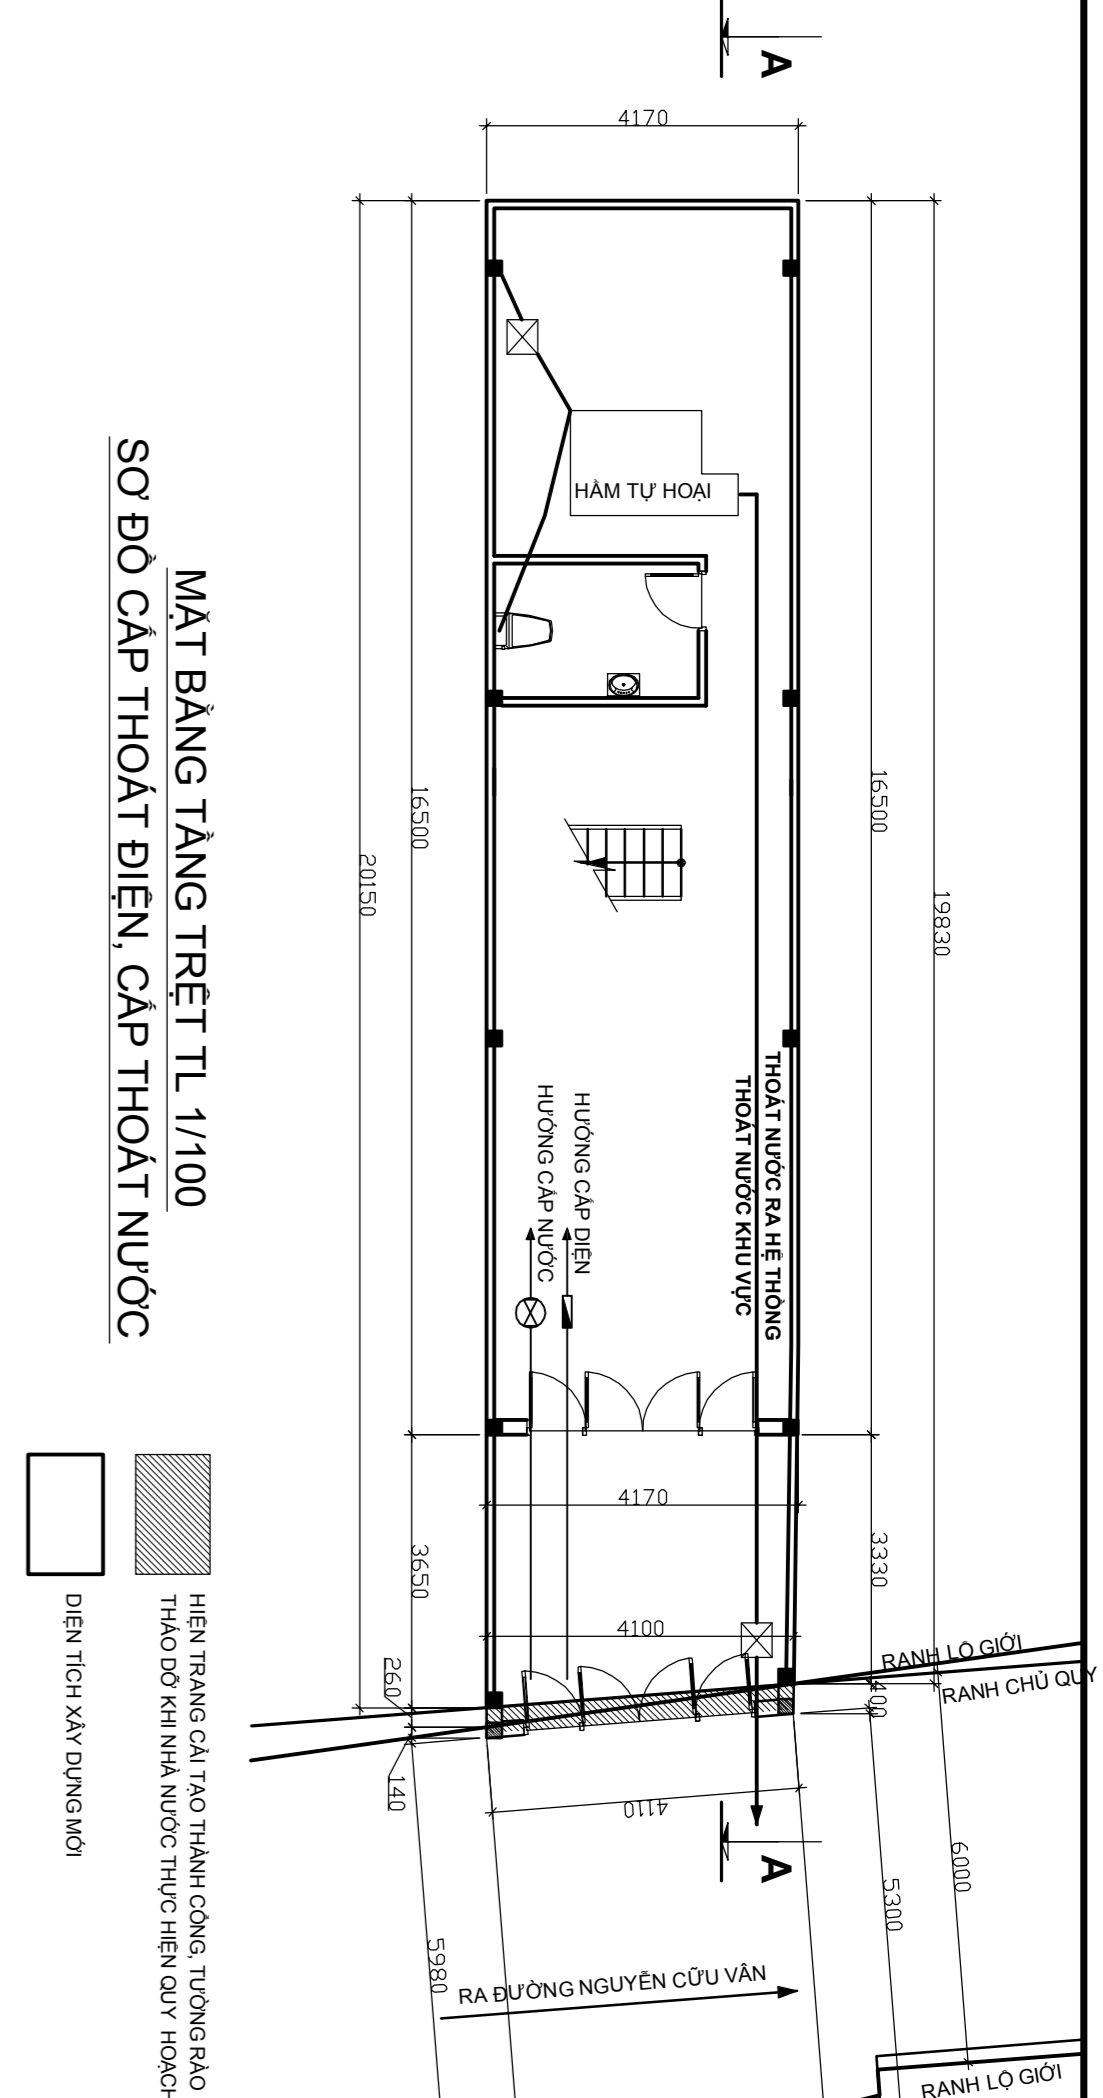 A
4170
16500
20150
16500
19830
HẦM TỰ HOẠI
THOÁT NƯỚC RA HỆ THỐNG
THOÁT NƯỚC KHU VỰC
HƯỚNG CẤP DIỆN
HƯỚNG CẤP NƯỚC
4170
3650
3330
4100
260
140
400
4110
RANH LỘ GIỚI
RANH CHỦ QUY
A
6000
5300
5980
RA ĐƯỜNG NGUYỄN CỮU VÂN
RANH LỘ GIỚI
MẶT BẰNG TẦNG TRỆT TL 1/100
SƠ ĐỒ CẤP THOÁT ĐIỆN, CẤP THOÁT NƯỚC
HIỆN TRẠNG CẢI TẠO THÀNH CỔNG, TƯỜNG RÀO
THÁO DỠ KHI NHÀ NƯỚC THỰC HIỆN QUY HOẠCH
DIỆN TÍCH XÂY DỰNG MỚI